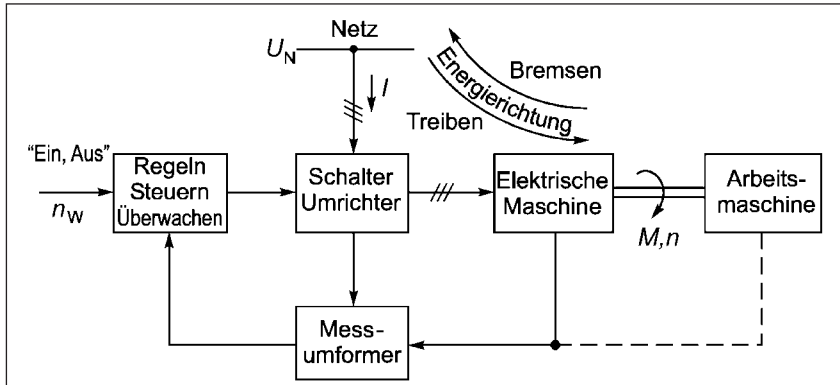 Netz
U_N
I
Bremsen
Energierichtung
Treiben
"Ein, Aus"
n_W
Regeln
Steuern
Überwachen
Schalter
Umrichter
Elektrische
Maschine
M,n
Arbeits-
maschine
Mess-
umformer